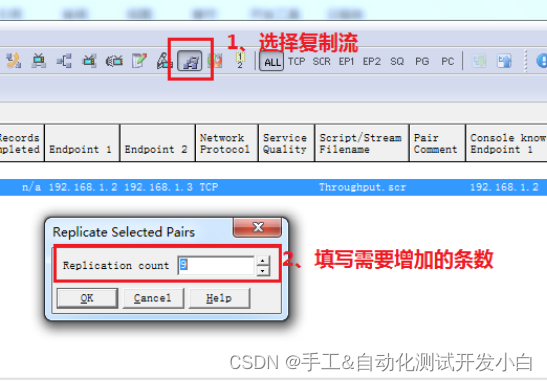 1、选择复制流
1
2
ALL TCP SCR EP1 EP2 SQ PG PC
Records Completed Endpoint 1 Endpoint 2 Network Protocol Service Quality Script/Stream Filename Pair Comment Console know Endpoint 1
n/a 192.168.1.2 192.168.1.3 TCP Throughput.scr 192.168.1.2
Replicate Selected Pairs
Replication count 9
2、填写需要增加的条数
OK Cancel Help
CSDN @手工&自动化测试开发小白